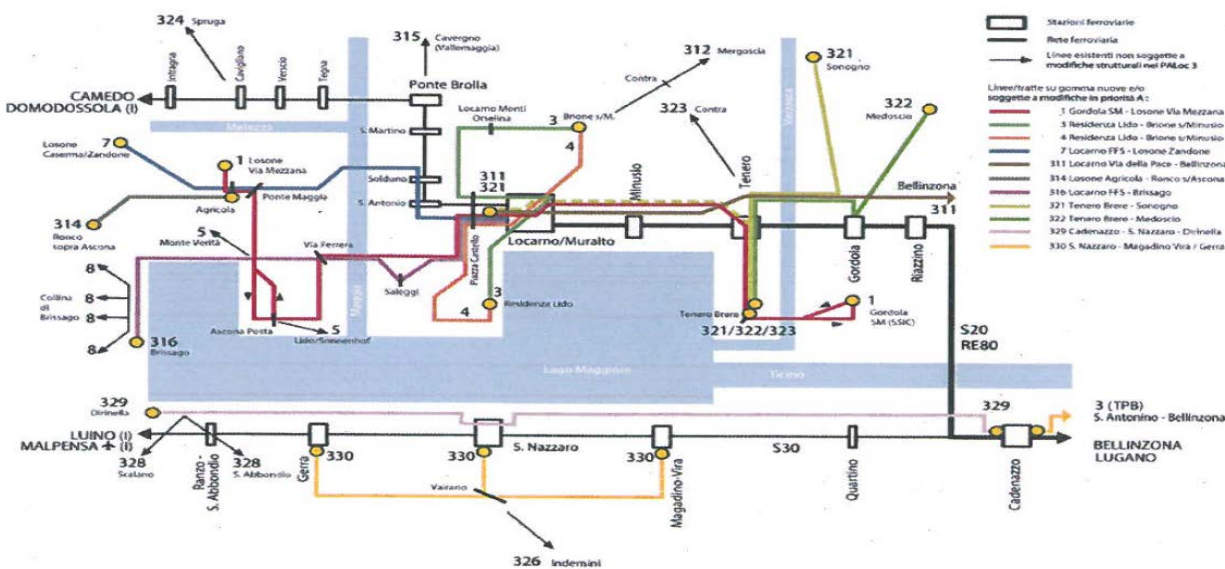 324 Spruga
315
Cavergno
(Vallemaggia)
312 Mergoscia
Contra
323 Contra
321
Sonogno
322
Medoscio
Intragna
Cavigliano
Verscio
Tegna
Ponte Brolla
CAMEDO
DOMODOSSOLA (I)
Melezza
S. Martino
Solduno
S. Antonio
Locarno Monti
Orselina
3
Brione s/M.
4
Losone
Caserma/Zandone
7
1 Losone
Via Mezzana
Agricola
Ponte Maggia
314
Ronco
sopra Ascona
5
Monte Verità
Via Ferrera
Maggia
Saleggi
Piazza Castello
311
321
Locarno/Muralto
Minusio
Tenero
Verzasca
Bellinzona
311
Gordola
Riazzino
8
8
8
8
Collina
di
Brissago
316
Brissago
Ascona Posta
5
Lido/Sonnenhof
3
Residenza Lido
4
Tenero Brere
321/322/323
1
Gordola
SM (SSIC)
S20
RE80
Lago Maggiore
Ticino
329
Dirinella
329
3 (TPB)
S. Antonino - Bellinzona
LUINO (I)
MALPENSA (I)
328
Scaiano
Ranzo-
S. Abbondio
328
S. Abbondio
Gerra
330
330
S. Nazzaro
330
Magadino-Vira
S30
Quartino
Cadenazzo
BELLINZONA
LUGANO
Vairano
326 Indemini
Stazioni ferroviarie
Rete ferroviaria
Linee esistenti non soggette a
modifiche strutturali nel PALoc 3
Linee/tratte su gomma nuove e/o
soggette a modifiche in priorità A :
1 Gordola SM - Losone Via Mezzana
3 Residenza Lido - Brione s/Minusio
4 Residenza Lido - Brione s/Minusio
7 Locarno FFS - Losone Zandone
311 Locarno Via della Pace - Bellinzona
314 Losone Agricola - Ronco s/Ascona
316 Locarno FFS - Brissago
321 Tenero Brere - Sonogno
322 Tenero Brere - Medoscio
329 Cadenazzo - S. Nazzaro - Dirinella
330 S. Nazzaro - Magadino Vira / Gerra